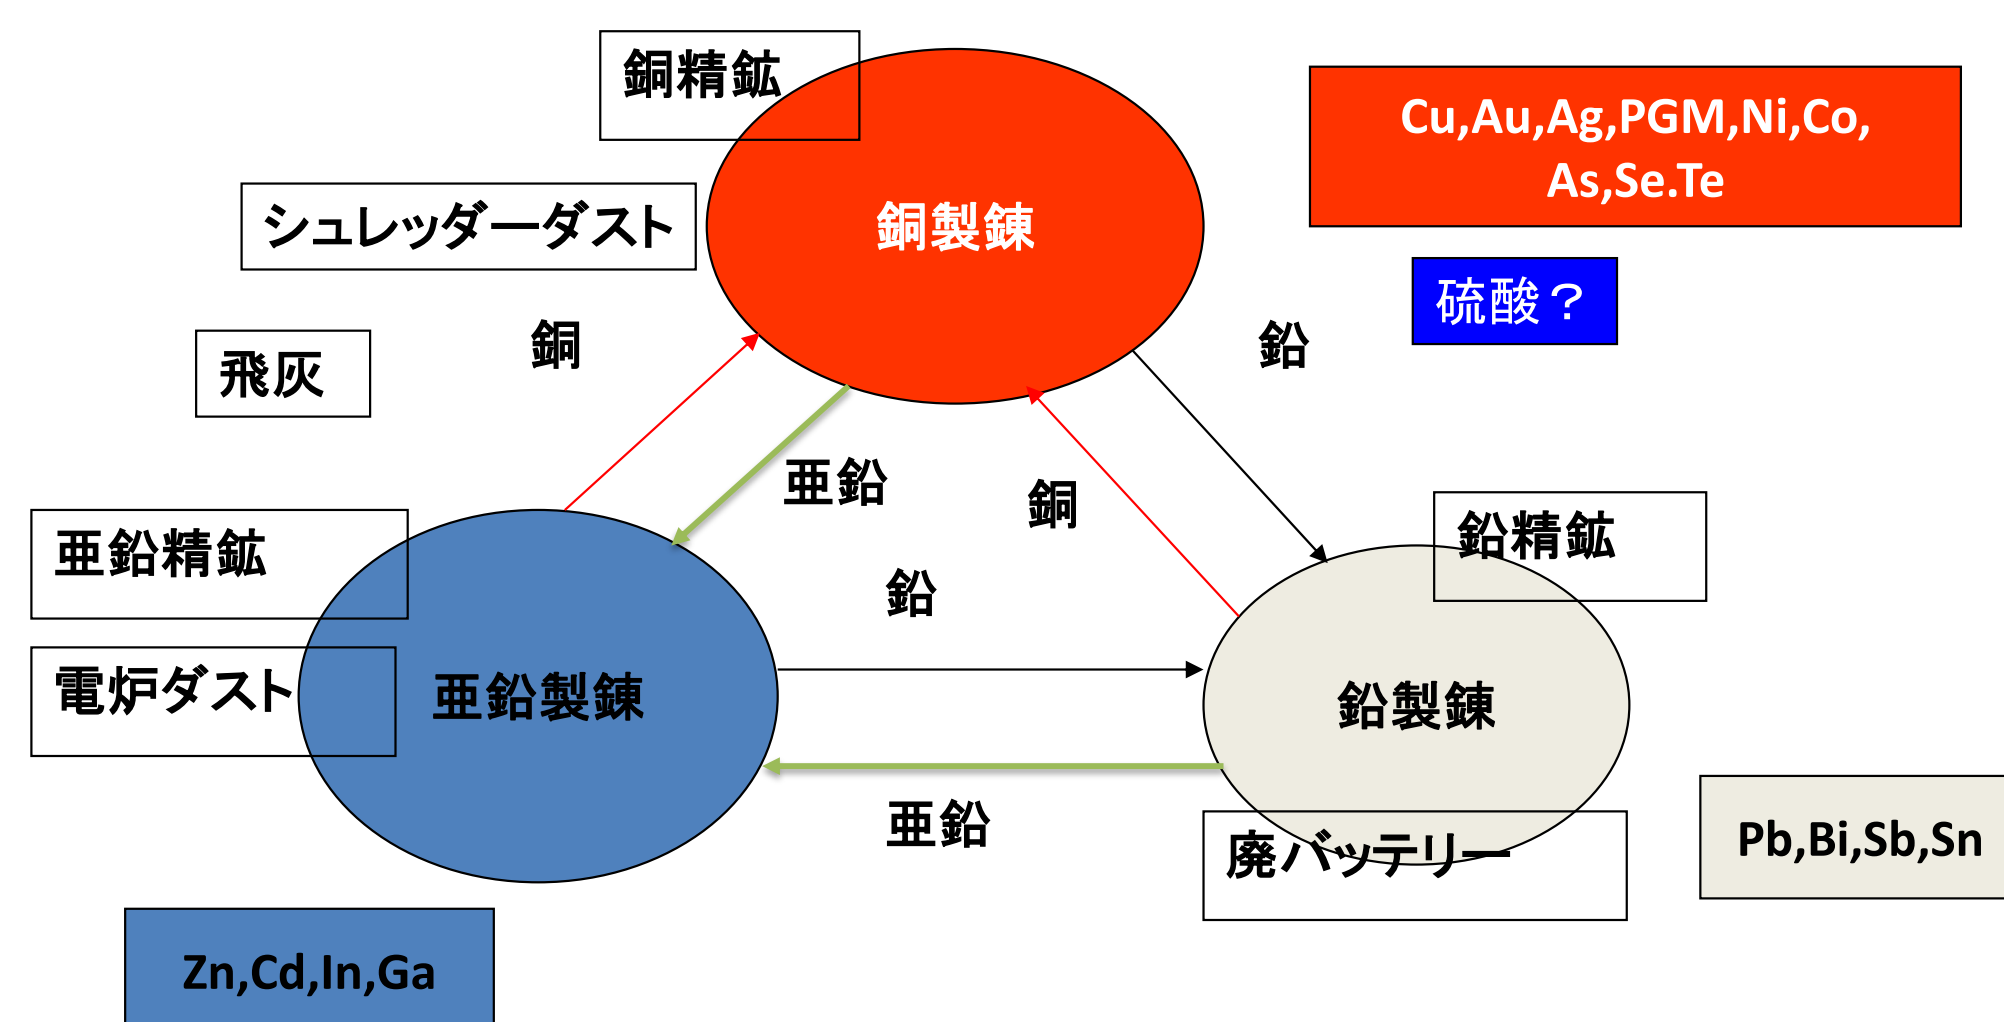 銅精鉱
Cu,Au,Ag,PGM,Ni,Co,
As,Se.Te
シュレッダーダスト
銅製錬
硫酸？
飛灰
銅
鉛
亜鉛
銅
亜鉛精鉱
鉛精鉱
鉛
電炉ダスト
亜鉛製錬
鉛製錬
亜鉛
廃バッテリー
Pb,Bi,Sb,Sn
Zn,Cd,In,Ga